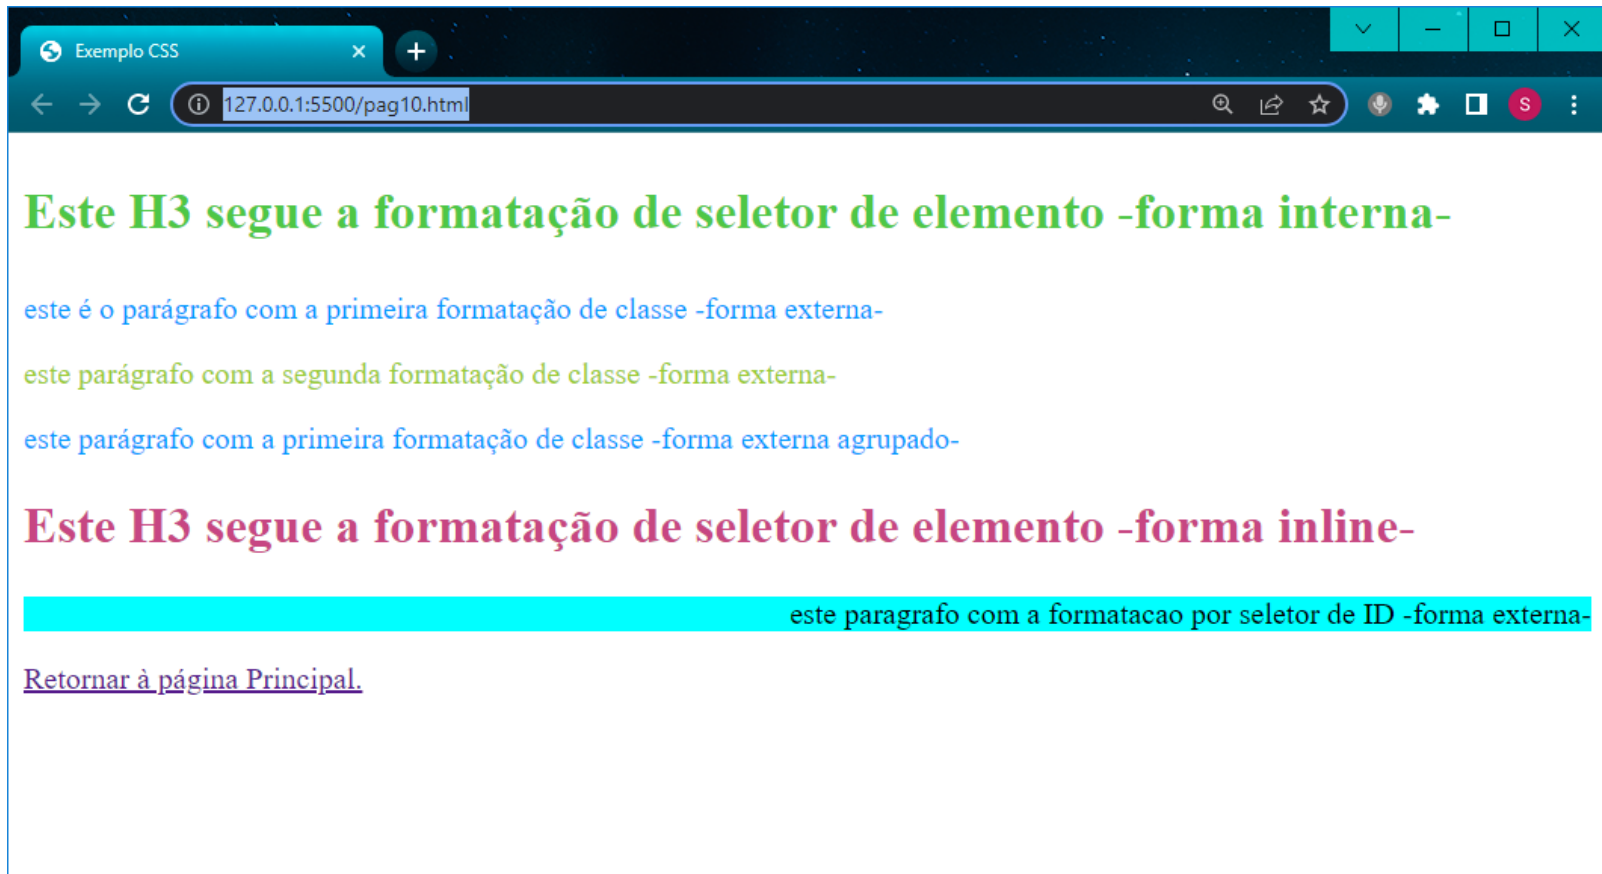 Exemplo CSS
127.0.0.1:5500/pag10.html
S
Este H3 segue a formatação de seletor de elemento -forma interna-
este é o parágrafo com a primeira formatação de classe -forma externa-
este parágrafo com a segunda formatação de classe -forma externa-
este parágrafo com a primeira formatação de classe -forma externa agrupado-
Este H3 segue a formatação de seletor de elemento -forma inline-
este paragrafo com a formatacao por seletor de ID -forma externa-
Retornar à página Principal.